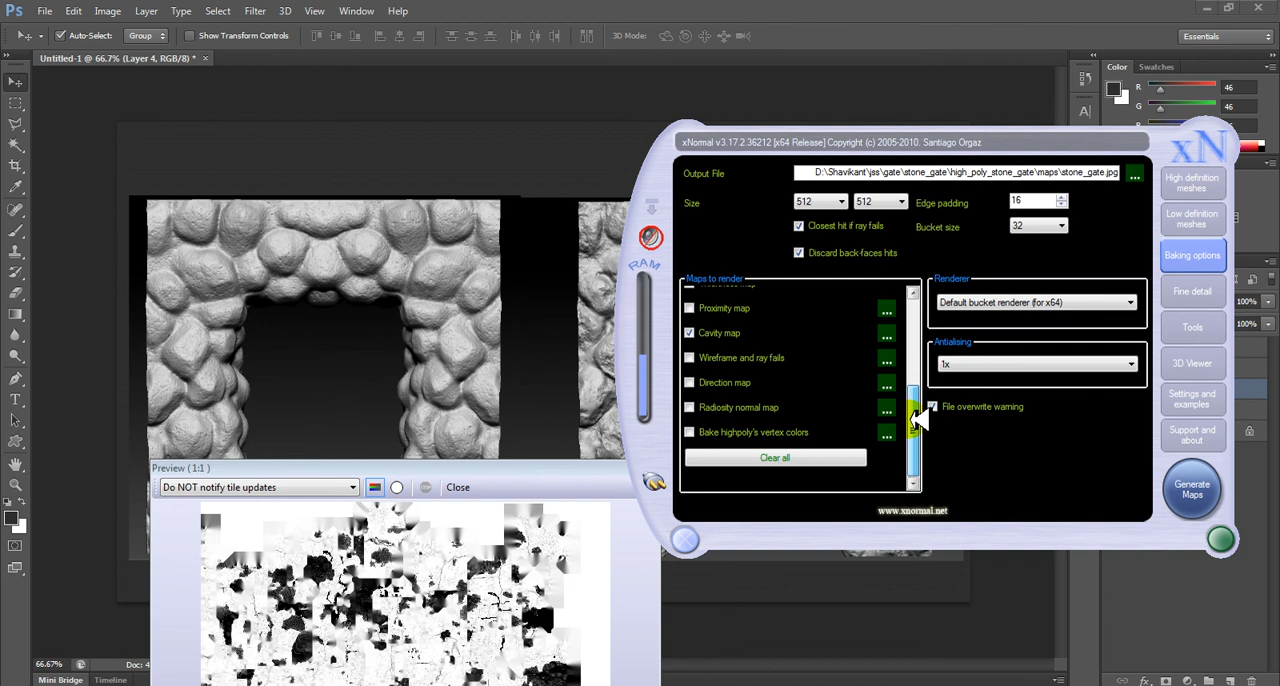 Ps File Edit Image Layer Type Select Filter 3D View Window Help
Auto-Select: Group Show Transform Controls 3D Mode: Essentials
Untitled-1 @ 66.7% (Layer 4, RGB/8) * ×
Color Swatches
R 46
G 46
xNormal v3.17.2.36212 [x64 Release] Copyright (c) 2005-2010. Santiago Orgaz
xN
Output File D:\Shavikant\jss\gate\stone_gate\high_poly_stone_gate\maps\stone_gate.jpg ...
Size 512 512 Edge padding 16
Closest hit if ray fails Bucket size 32
Discard back-faces hits
High definition meshes
Low definition meshes
Baking options
Fine detail
Tools
3D Viewer
Settings and examples
Support and about
Generate Maps
RAM
Maps to render
Proximity map ...
Cavity map ...
Wireframe and ray fails ...
Direction map ...
Radiosity normal map ...
Bake highpoly's vertex colors ...
Clear all
Renderer
Default bucket renderer (for x64)
Antialising
1x
File overwrite warning
www.xnormal.net
100%
100%
Preview ( 1:1 )
Do NOT notify tile updates Close
66.67% Doc: 4
Mini Bridge Timeline
fx